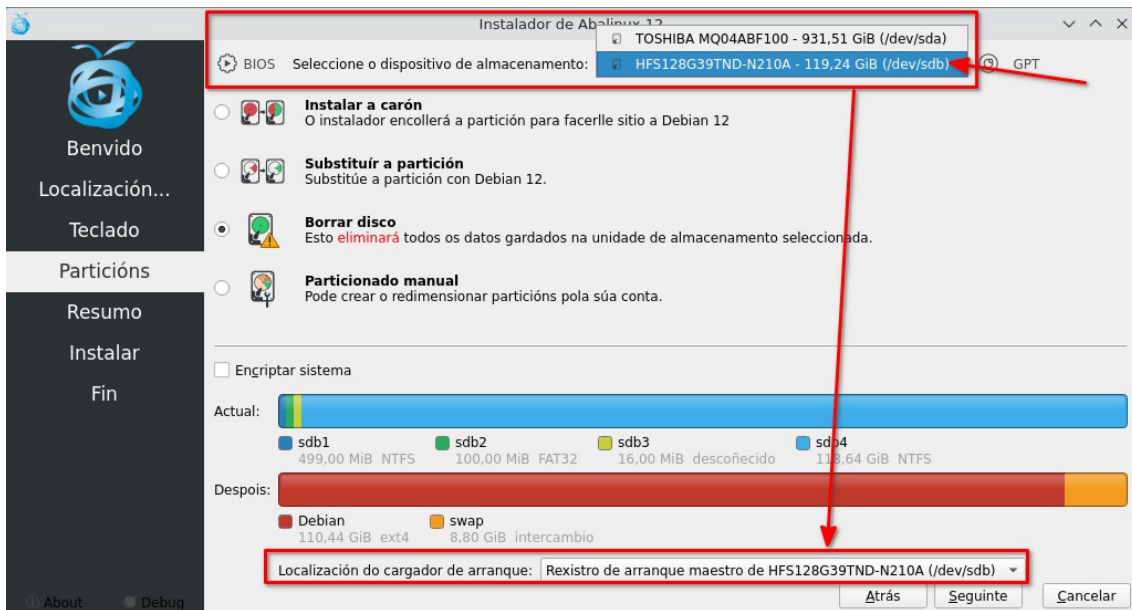 Instalador de Abalinux 12
TOSHIBA MQ04ABF100 - 931,51 GiB (/dev/sda)
BIOS Seleccione o dispositivo de almacenamento: HFS128G39TND-N210A - 119,24 GiB (/dev/sdb) GPT
Benvido
Localización...
Teclado
Particións
Resumo
Instalar
Fin
About Debug
Instalar a carón
O instalador encollerá a partición para facerlle sitio a Debian 12
Substituír a partición
Substitúe a partición con Debian 12.
Borrar disco
Esto eliminará todos os datos gardados na unidade de almacenamento seleccionada.
Particionado manual
Pode crear o redimensionar particións pola súa conta.
Encriptar sistema
Actual:
sdb1 sdb2 sdb3 sdb4
499,00 MiB NTFS 100,00 MiB FAT32 16,00 MiB descoñecido 118,64 GiB NTFS
Despois:
Debian swap
110,44 GiB ext4 8,80 GiB intercambio
Localización do cargador de arranque: Rexistro de arranque maestro de HFS128G39TND-N210A (/dev/sdb)
Atrás Seguinte Cancelar